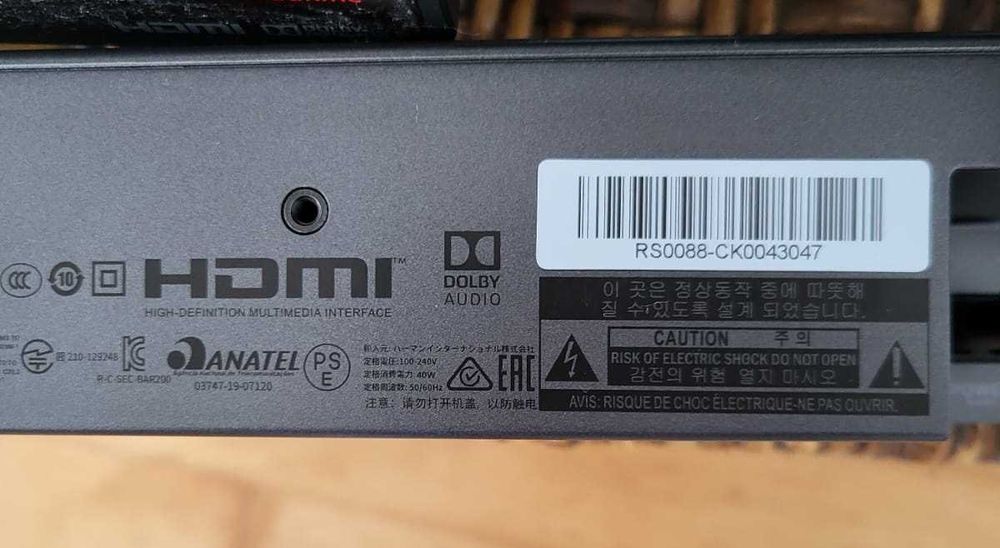 HDMI
RS0088-CK0043047
이 곳은 정상동작 중에 따뜻해
질 수 있도록 설계 되었습니다.
10
HDMI™
HIGH-DEFINITION MULTIMEDIA INTERFACE
DOLBY
AUDIO
CAUTION 주 의
RISK OF ELECTRIC SHOCK DO NOT OPEN
감전의 위험 열지 마시오
AVIS: RISQUE DE CHOC ÉLECTRIQUE-NE PAS OUVRIR.
210-129248
R-C-SEC-BAR200
ANATEL
03747-19-07120
PS
E
輸入元: ハーマンインターナショナル株式会社
定格電圧:100-240V
定格消費電力: 40W
定格周波数: 50/60Hz
EAC
注意: 请勿打开机盖, 以防触电